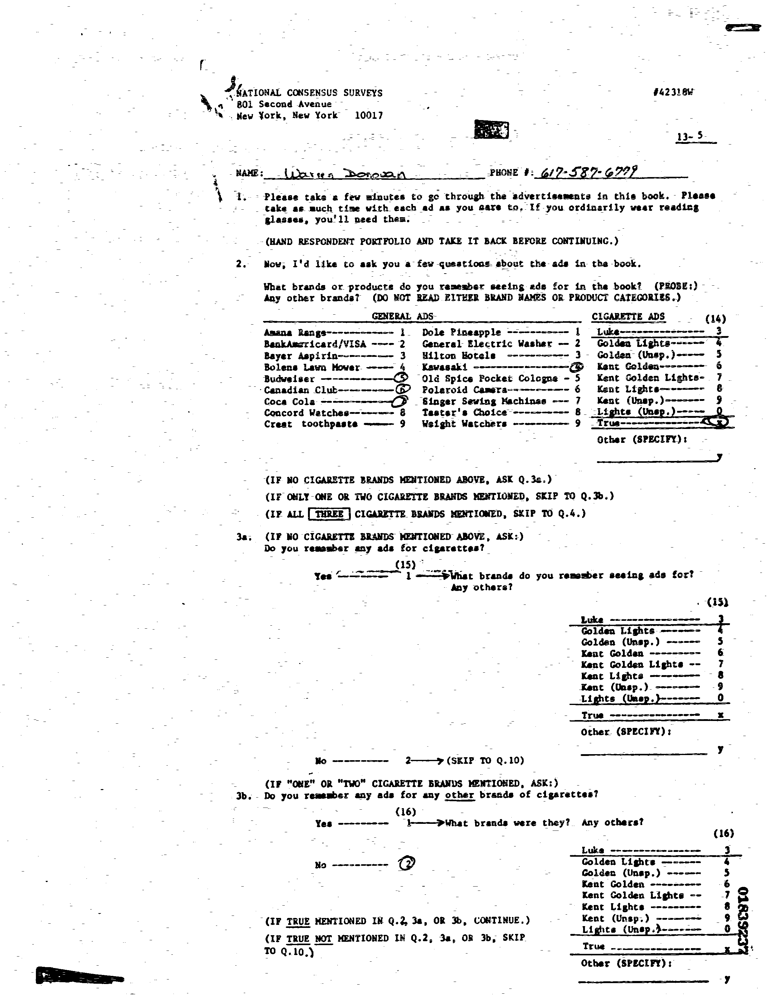 NATIONAL CONSENSUS SURVEYS #42318W
801 Second Avenue
New York, New York 10017
13- 5
NAME: Warren Donovan PHONE #: 617-587-6779
1. Please take a few minutes to go through the advertisements in this book. Please
take as much time with each ad as you care to. If you ordinarily wear reading
glasses, you'll need them.
(HAND RESPONDENT PORTFOLIO AND TAKE IT BACK BEFORE CONTINUING.)
2. Now, I'd like to ask you a few questions about the ads in the book.
What brands or products do you remember seeing ads for in the book? (PROBE:)
Any other brands? (DO NOT READ EITHER BRAND NAMES OR PRODUCT CATEGORIES.)
GENERAL ADS CIGARETTE ADS (14)
Amana Range------------ 1 Dole Pineapple ----------- 1 Luke---------------- 3
BankAmericard/VISA ---- 2 General Electric Washer -- 2 Golden Lights------ 4
Bayer Aspirin---------- 3 Hilton Hotels ----------- 3 Golden (Unsp.)----- 5
Bolens Lawn Mower ----- 4 Kawasaki ----------------- 4 Kent Golden-------- 6
Budweiser ------------- 5 Old Spice Pocket Cologne - 5 Kent Golden Lights- 7
Canadian Club---------- 6 Polaroid Camera---------- 6 Kent Lights-------- 8
Coca Cola ------------- 7 Singer Sewing Machines --- 7 Kent (Unsp.)------- 9
Concord Watches-------- 8 Taster's Choice ---------- 8 Lights (Unsp.)----- 0
Crest toothpaste ------ 9 Weight Watchers ---------- 9 True---------------- x
Other (SPECIFY):
y
(IF NO CIGARETTE BRANDS MENTIONED ABOVE, ASK Q.3a.)
(IF ONLY ONE OR TWO CIGARETTE BRANDS MENTIONED, SKIP TO Q.3b.)
(IF ALL THREE CIGARETTE BRANDS MENTIONED, SKIP TO Q.4.)
3a. (IF NO CIGARETTE BRANDS MENTIONED ABOVE, ASK:)
Do you remember any ads for cigarettes?
(15)
Yes --------- 1 What brands do you remember seeing ads for?
Any others?
(15)
Luke ---------------- 3
Golden Lights ------- 4
Golden (Unsp.) ------ 5
Kent Golden --------- 6
Kent Golden Lights -- 7
Kent Lights --------- 8
Kent (Unsp.) -------- 9
Lights (Unsp.)------- 0
True ---------------- x
Other (SPECIFY):
y
No ---------- 2 (SKIP TO Q.10)
(IF "ONE" OR "TWO" CIGARETTE BRANDS MENTIONED, ASK:)
3b. Do you remember any ads for any other brands of cigarettes?
(16)
Yes --------- 1 What brands were they? Any others?
(16)
Luke ---------------- 3
No ---------- 2 Golden Lights ------- 4
Golden (Unsp.) ------ 5
Kent Golden --------- 6
Kent Golden Lights -- 7
Kent Lights --------- 8
(IF TRUE MENTIONED IN Q.2, 3a, OR 3b, CONTINUE.) Kent (Unsp.) -------- 9
(IF TRUE NOT MENTIONED IN Q.2, 3a, OR 3b, SKIP Lights (Unsp.)------- 0
TO Q.10.) True ---------------- x
Other (SPECIFY):
y
01839237